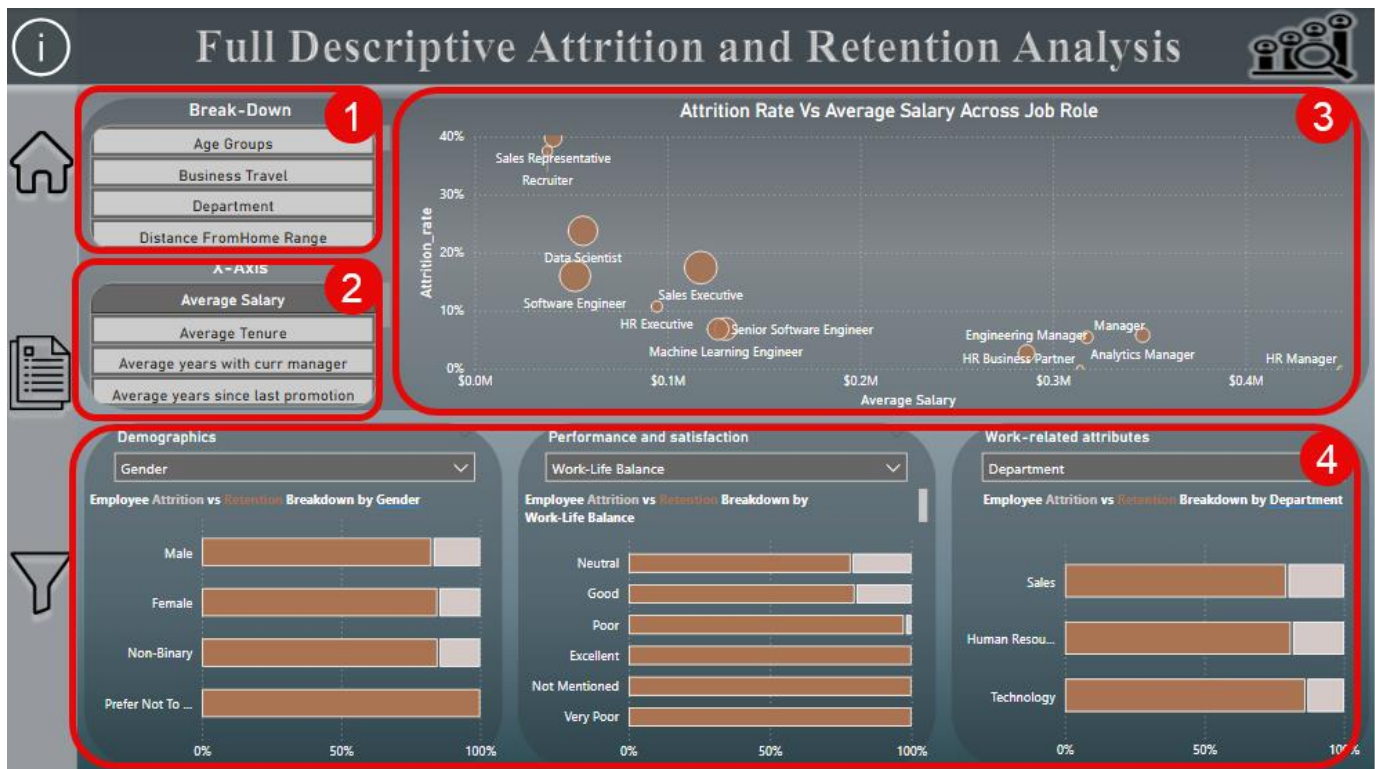 i
Full Descriptive Attrition and Retention Analysis
Break-Down
1
Age Groups
Business Travel
Department
Distance FromHome Range
X-Axis
2
Average Salary
Average Tenure
Average years with curr manager
Average years since last promotion
Attrition Rate Vs Average Salary Across Job Role
3
Attrition_rate
40%
30%
20%
10%
0%
Sales Representative
Recruiter
Data Scientist
Software Engineer
Sales Executive
HR Executive
Senior Software Engineer
Machine Learning Engineer
Engineering Manager
Manager
HR Business Partner
Analytics Manager
HR Manager
$0.0M $0.1M $0.2M $0.3M $0.4M
Average Salary
4
Demographics
Gender
Employee Attrition vs Retention Breakdown by Gender
Male
Female
Non-Binary
Prefer Not To ...
0% 50% 100%
Performance and satisfaction
Work-Life Balance
Employee Attrition vs Retention Breakdown by
Work-Life Balance
Neutral
Good
Poor
Excellent
Not Mentioned
Very Poor
0% 50% 100%
Work-related attributes
Department
Employee Attrition vs Retention Breakdown by Department
Sales
Human Resou...
Technology
0% 50% 100%